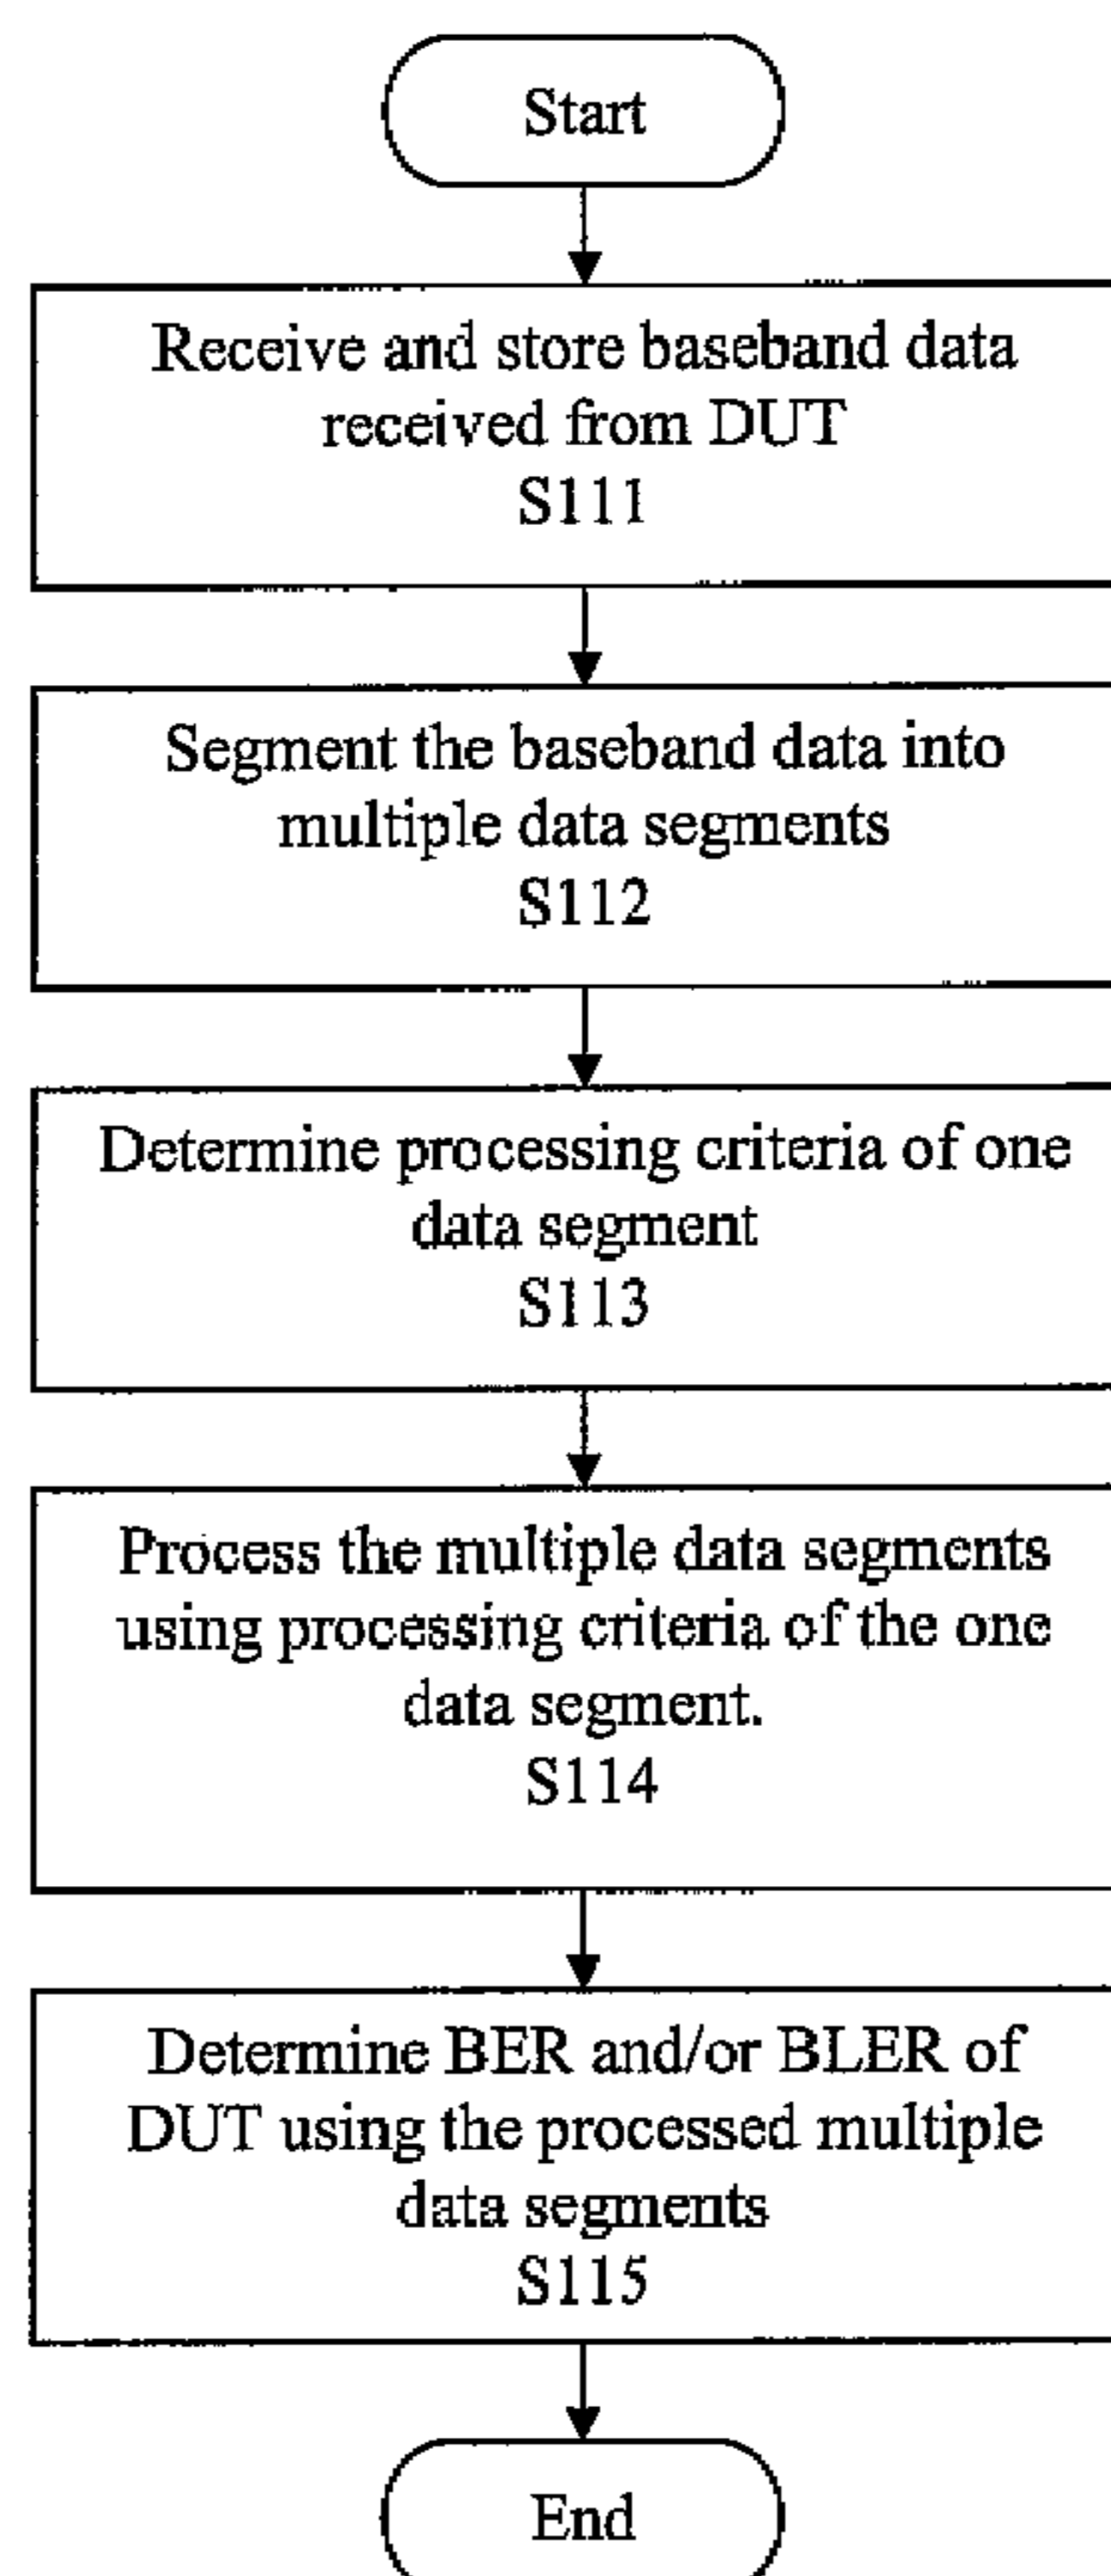 Start
Receive and store baseband data
received from DUT
S111
Segment the baseband data into
multiple data segments
S112
Determine processing criteria of one
data segment
S113
Process the multiple data segments
using processing criteria of the one
data segment.
S114
Determine BER and/or BLER of
DUT using the processed multiple
data segments
S115
End